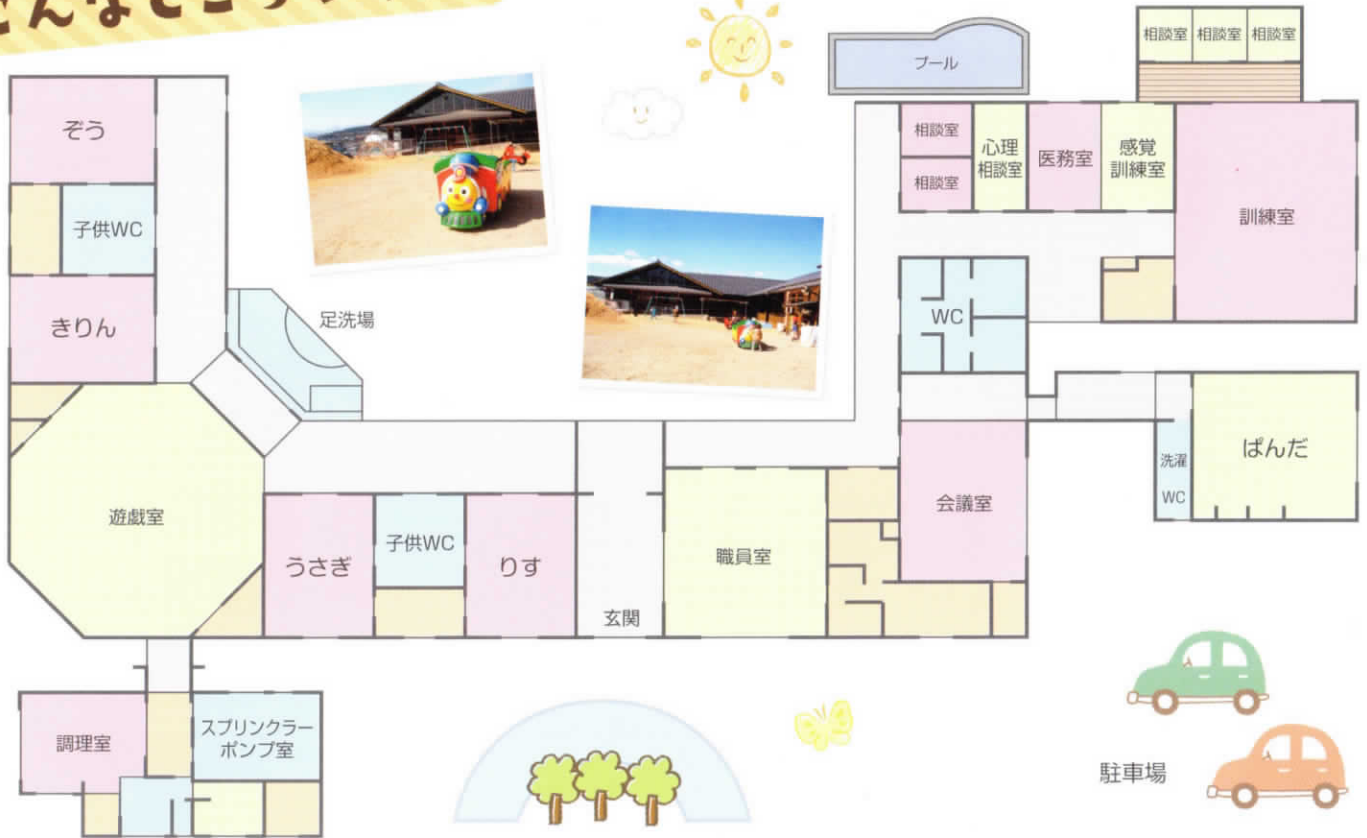 プール
相談室
相談室
相談室
ぞう
相談室
心理
相談室
医務室
感覚
訓練室
相談室
訓練室
子供WC
きりん
足洗場
WC
ぱんだ
洗濯
WC
会議室
遊戯室
うさぎ
子供WC
りす
職員室
玄関
調理室
スプリンクラー
ポンプ室
駐車場